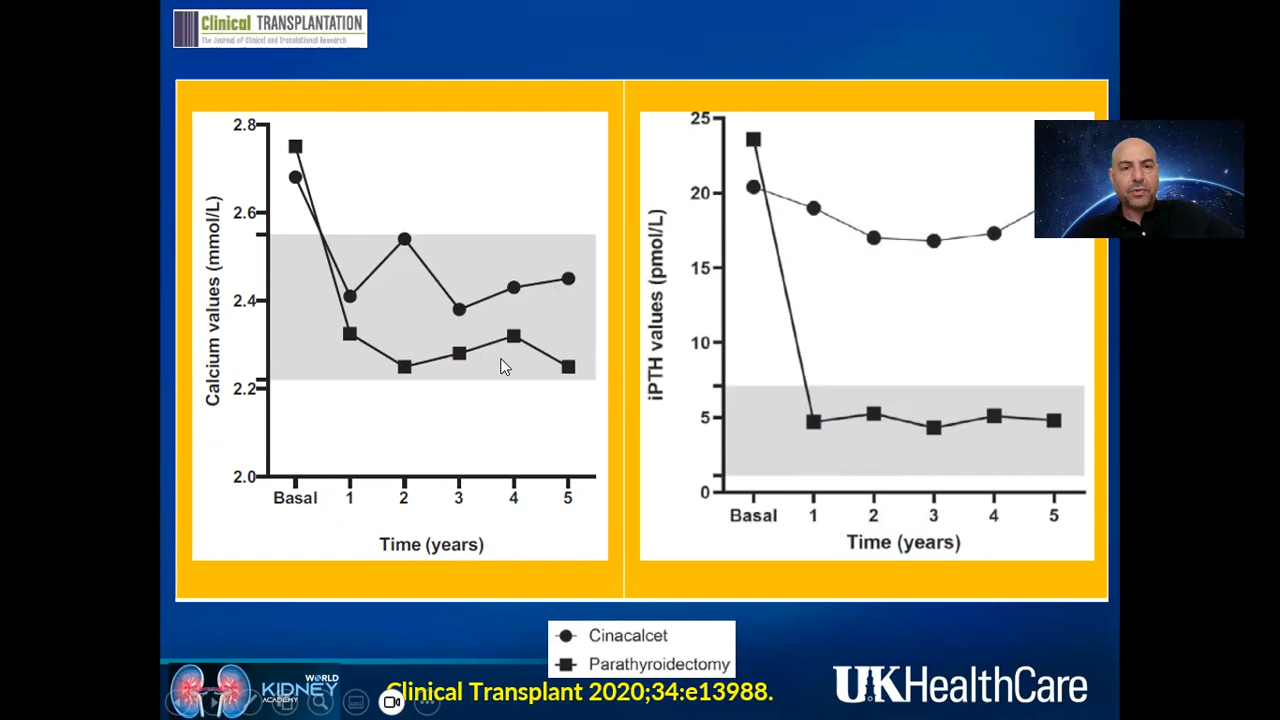 Clinical TRANSPLANTATION
The Journal of Clinical and Translational Research
2.8
2.6
2.4
2.2
2.0
Calcium values (mmol/L)
Basal 1 2 3 4 5
Time (years)
25
20
15
10
5
0
iPTH values (pmol/L)
Basal 1 2 3 4 5
Time (years)
Cinacalcet
Parathyroidectomy
Clinical Transplant 2020;34:e13988.
WORLD
KIDNEY
ACADEMY
UKHealthCare